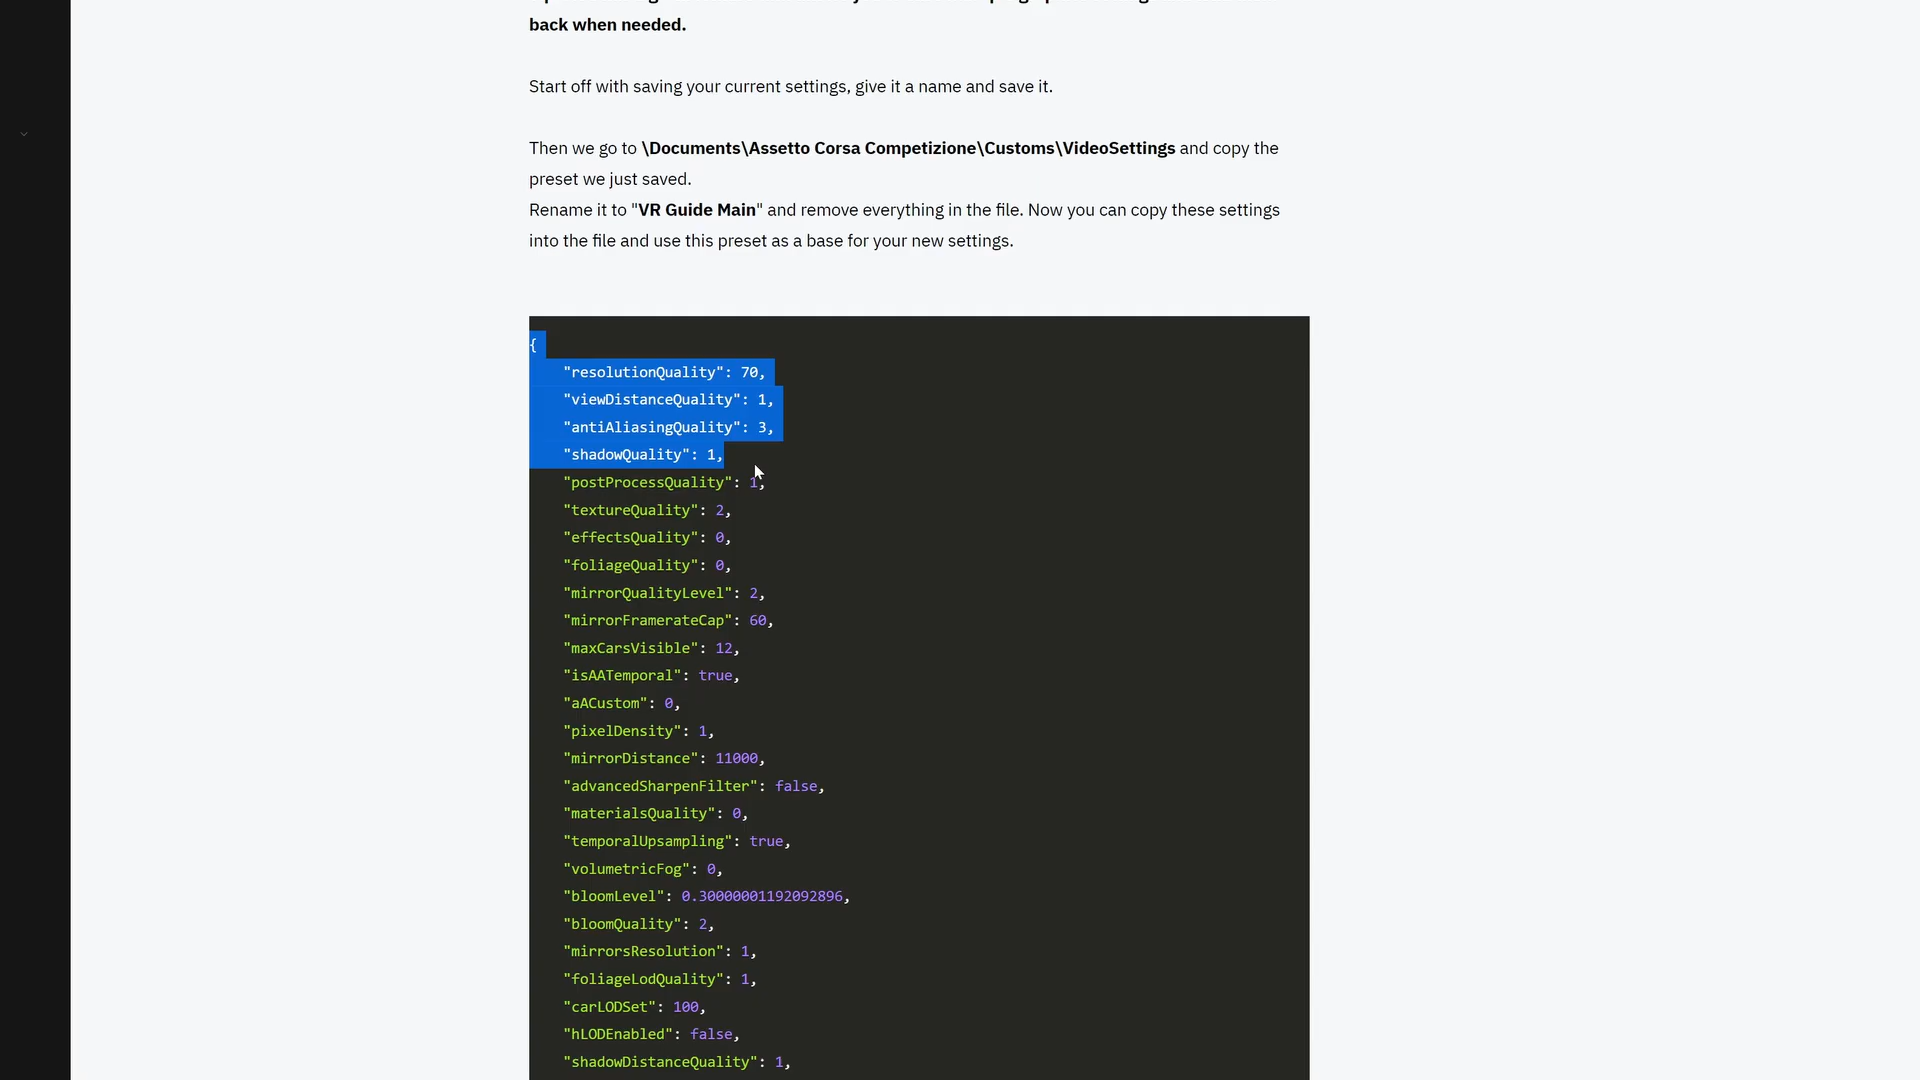 back when needed.
Start off with saving your current settings, give it a name and save it.
Then we go to \Documents\Assetto Corsa Competizione\Customs\VideoSettings and copy the
preset we just saved.
Rename it to "VR Guide Main" and remove everything in the file. Now you can copy these settings
into the file and use this preset as a base for your new settings.
{
"resolutionQuality": 70,
"viewDistanceQuality": 1,
"antiAliasingQuality": 3,
"shadowQuality": 1,
"postProcessQuality": 1,
"textureQuality": 2,
"effectsQuality": 0,
"foliageQuality": 0,
"mirrorQualityLevel": 2,
"mirrorFramerateCap": 60,
"maxCarsVisible": 12,
"isAATemporal": true,
"aACustom": 0,
"pixelDensity": 1,
"mirrorDistance": 11000,
"advancedSharpenFilter": false,
"materialsQuality": 0,
"temporalUpsampling": true,
"volumetricFog": 0,
"bloomLevel": 0.30000001192092896,
"bloomQuality": 2,
"mirrorsResolution": 1,
"foliageLodQuality": 1,
"carLODSet": 100,
"hLODEnabled": false,
"shadowDistanceQuality": 1,